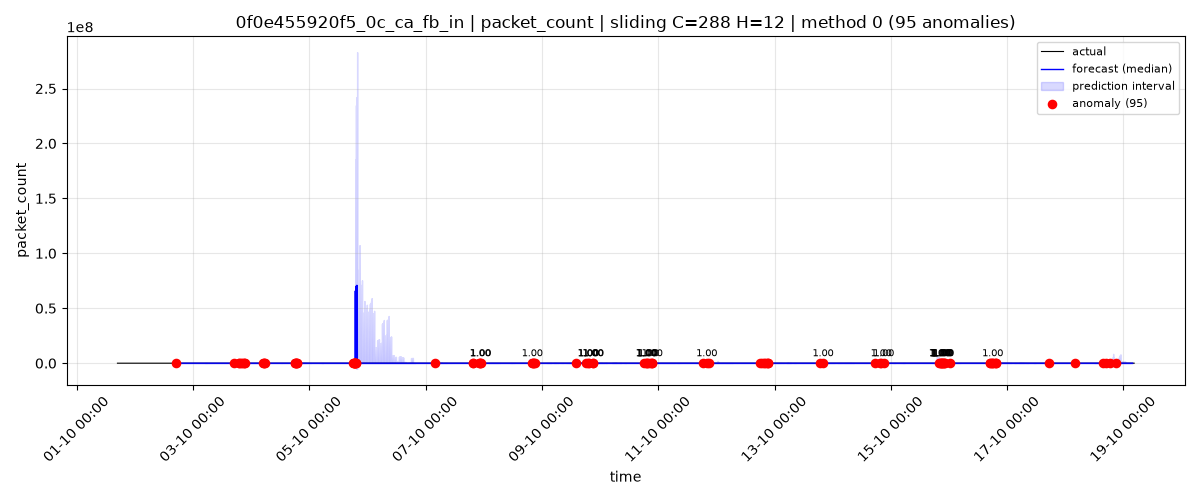 0f0e455920f5_0c_ca_fb_in | packet_count | sliding C=288 H=12 | method 0 (95 anomalies)
1e8
actual
forecast (median)
prediction interval
anomaly (95)
2.5
2.0
1.5
1.0
0.5
0.0
packet_count
1.00
1.00
1.00
1.00
1.00
01-10 00:00
03-10 00:00
05-10 00:00
07-10 00:00
09-10 00:00
11-10 00:00
13-10 00:00
15-10 00:00
17-10 00:00
19-10 00:00
time